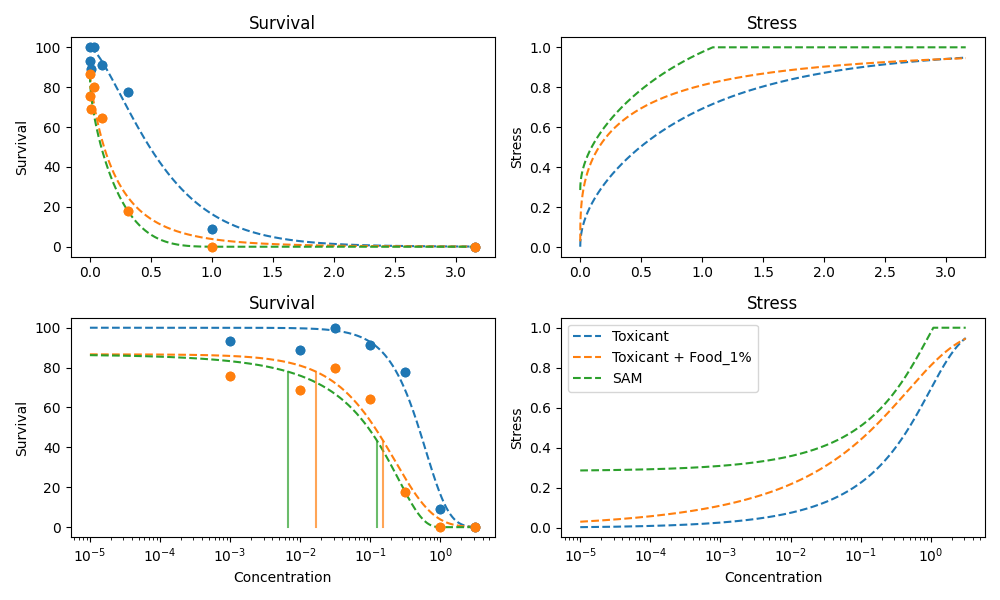 Survival
Stress
Survival
100
80
60
40
20
0
0.0 0.5 1.0 1.5 2.0 2.5 3.0
Stress
1.0
0.8
0.6
0.4
0.2
0.0
0.0 0.5 1.0 1.5 2.0 2.5 3.0
Survival
Stress
Survival
100
80
60
40
20
0
10⁻⁵ 10⁻⁴ 10⁻³ 10⁻² 10⁻¹ 10⁰
Concentration
Stress
1.0
0.8
0.6
0.4
0.2
0.0
Toxicant
Toxicant + Food_1%
SAM
10⁻⁵ 10⁻⁴ 10⁻³ 10⁻² 10⁻¹ 10⁰
Concentration